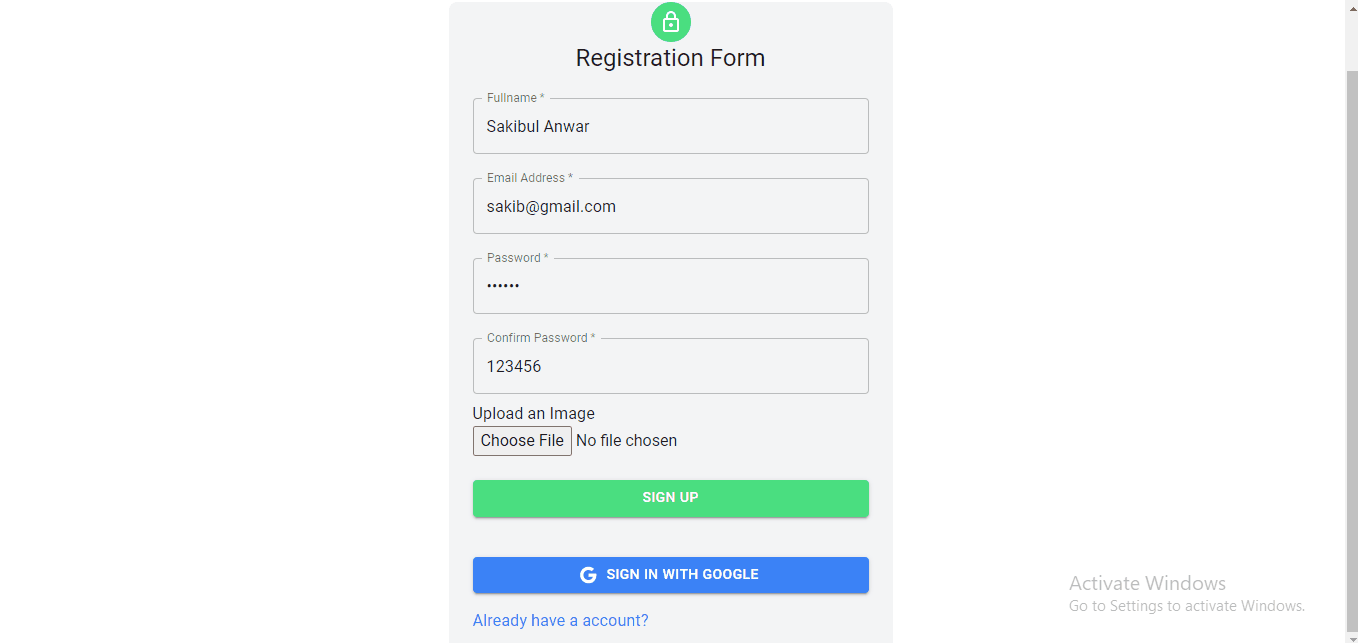 Registration Form
Fullname *
Sakibul Anwar
Email Address *
sakib@gmail.com
Password *
••••••
Confirm Password *
123456
Upload an Image
Choose File No file chosen
SIGN UP
G SIGN IN WITH GOOGLE
Already have a account?
Activate Windows
Go to Settings to activate Windows.